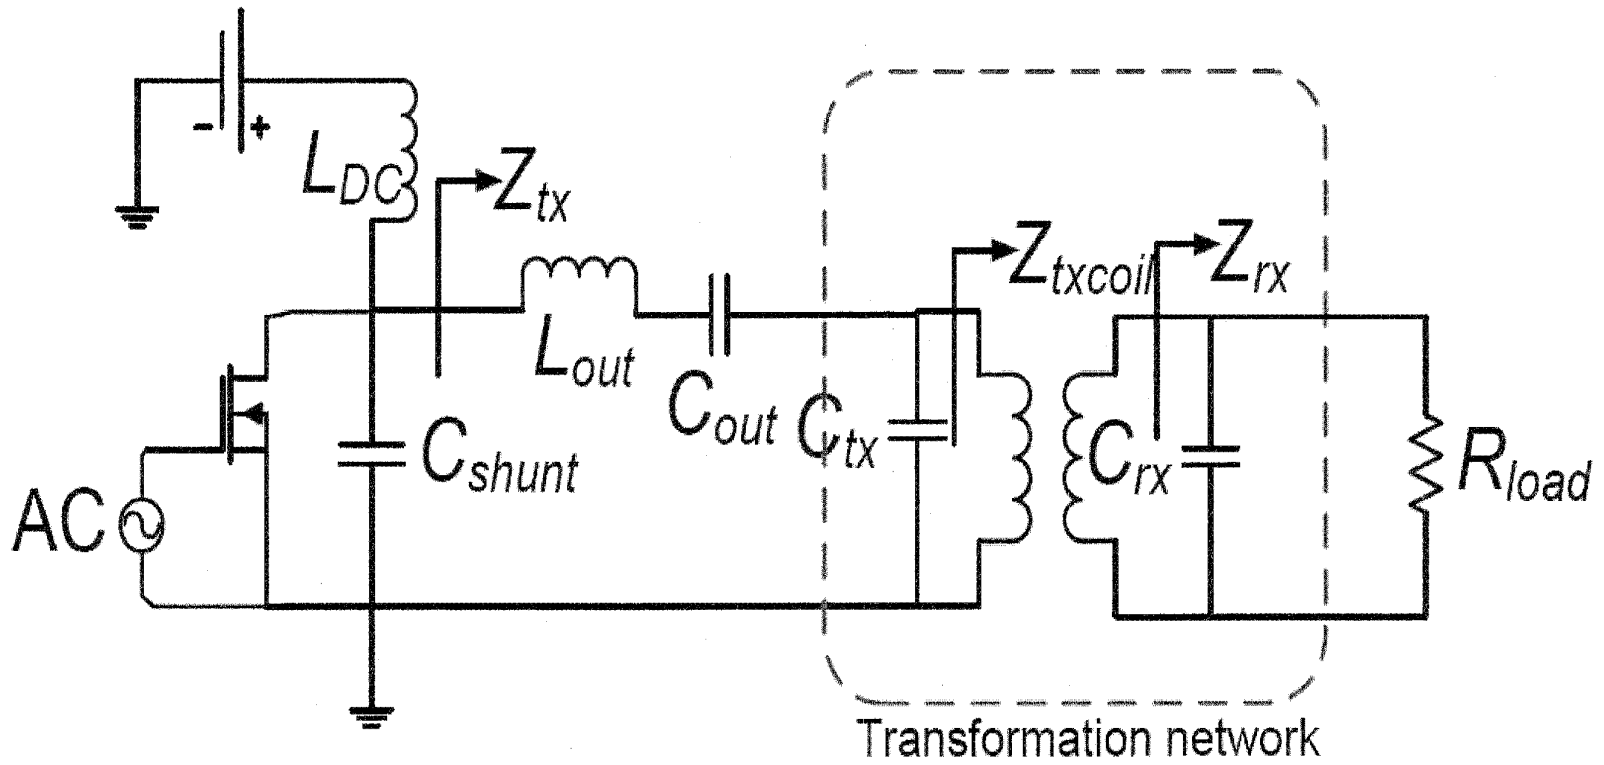 - +
L_DC
Z_tx
Z_txcoil
Z_rx
L_out
C_out
C_tx
C_rx
C_shunt
R_load
AC
Transformation network